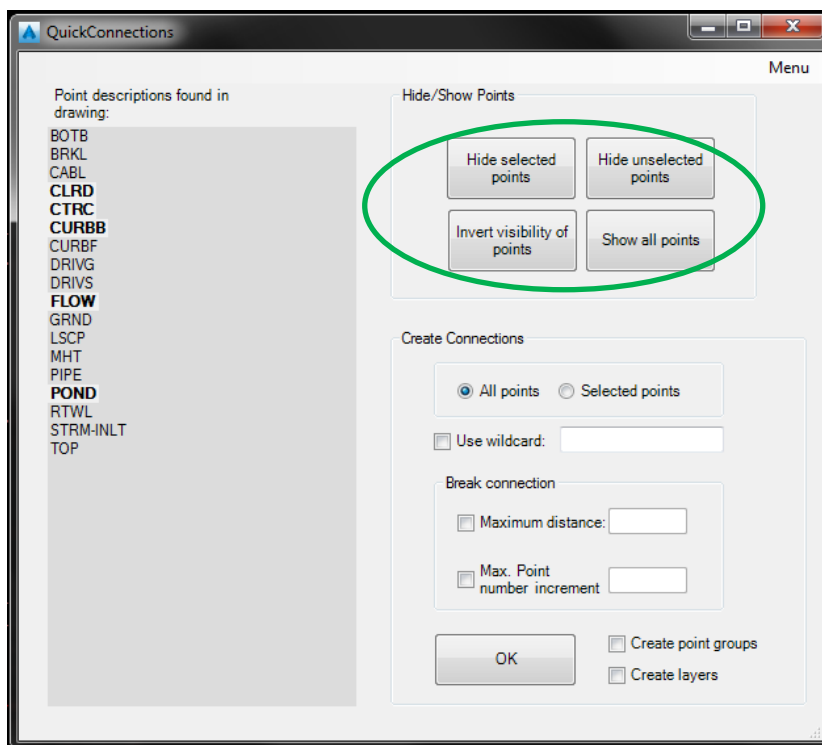 QuickConnections
Menu
Point descriptions found in
drawing:
BOTB
BRKL
CABL
CLRD
CTRC
CURBB
CURBF
DRIVG
DRIVS
FLOW
GRND
LSCP
MHT
PIPE
POND
RTWL
STRM-INLT
TOP
Hide/Show Points
Hide selected
points
Hide unselected
points
Invert visibility of
points
Show all points
Create Connections
All points
Selected points
Use wildcard:
Break connection
Maximum distance:
Max. Point
number increment
OK
Create point groups
Create layers